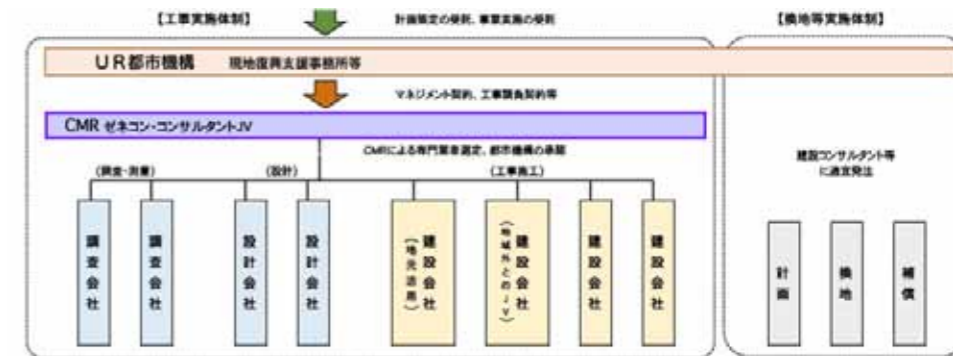 【工事実施体制】
計画策定の受託、事業実施の受託
【換地等実施体制】
UR都市機構 現地復興支援事務所等
マネジメント契約、工事請負契約等
CMR ゼネコン・コンサルタントJV
CMRによる専門業者選定、都市機構の承認
(調査・測量)
(設計)
(工事施工)
建設コンサルタント等
に適宜発注
調査会社
調査会社
設計会社
設計会社
建設会社
(地元活用)
建設会社
(地域外とのJV)
建設会社
建設会社
計画
換地
補償